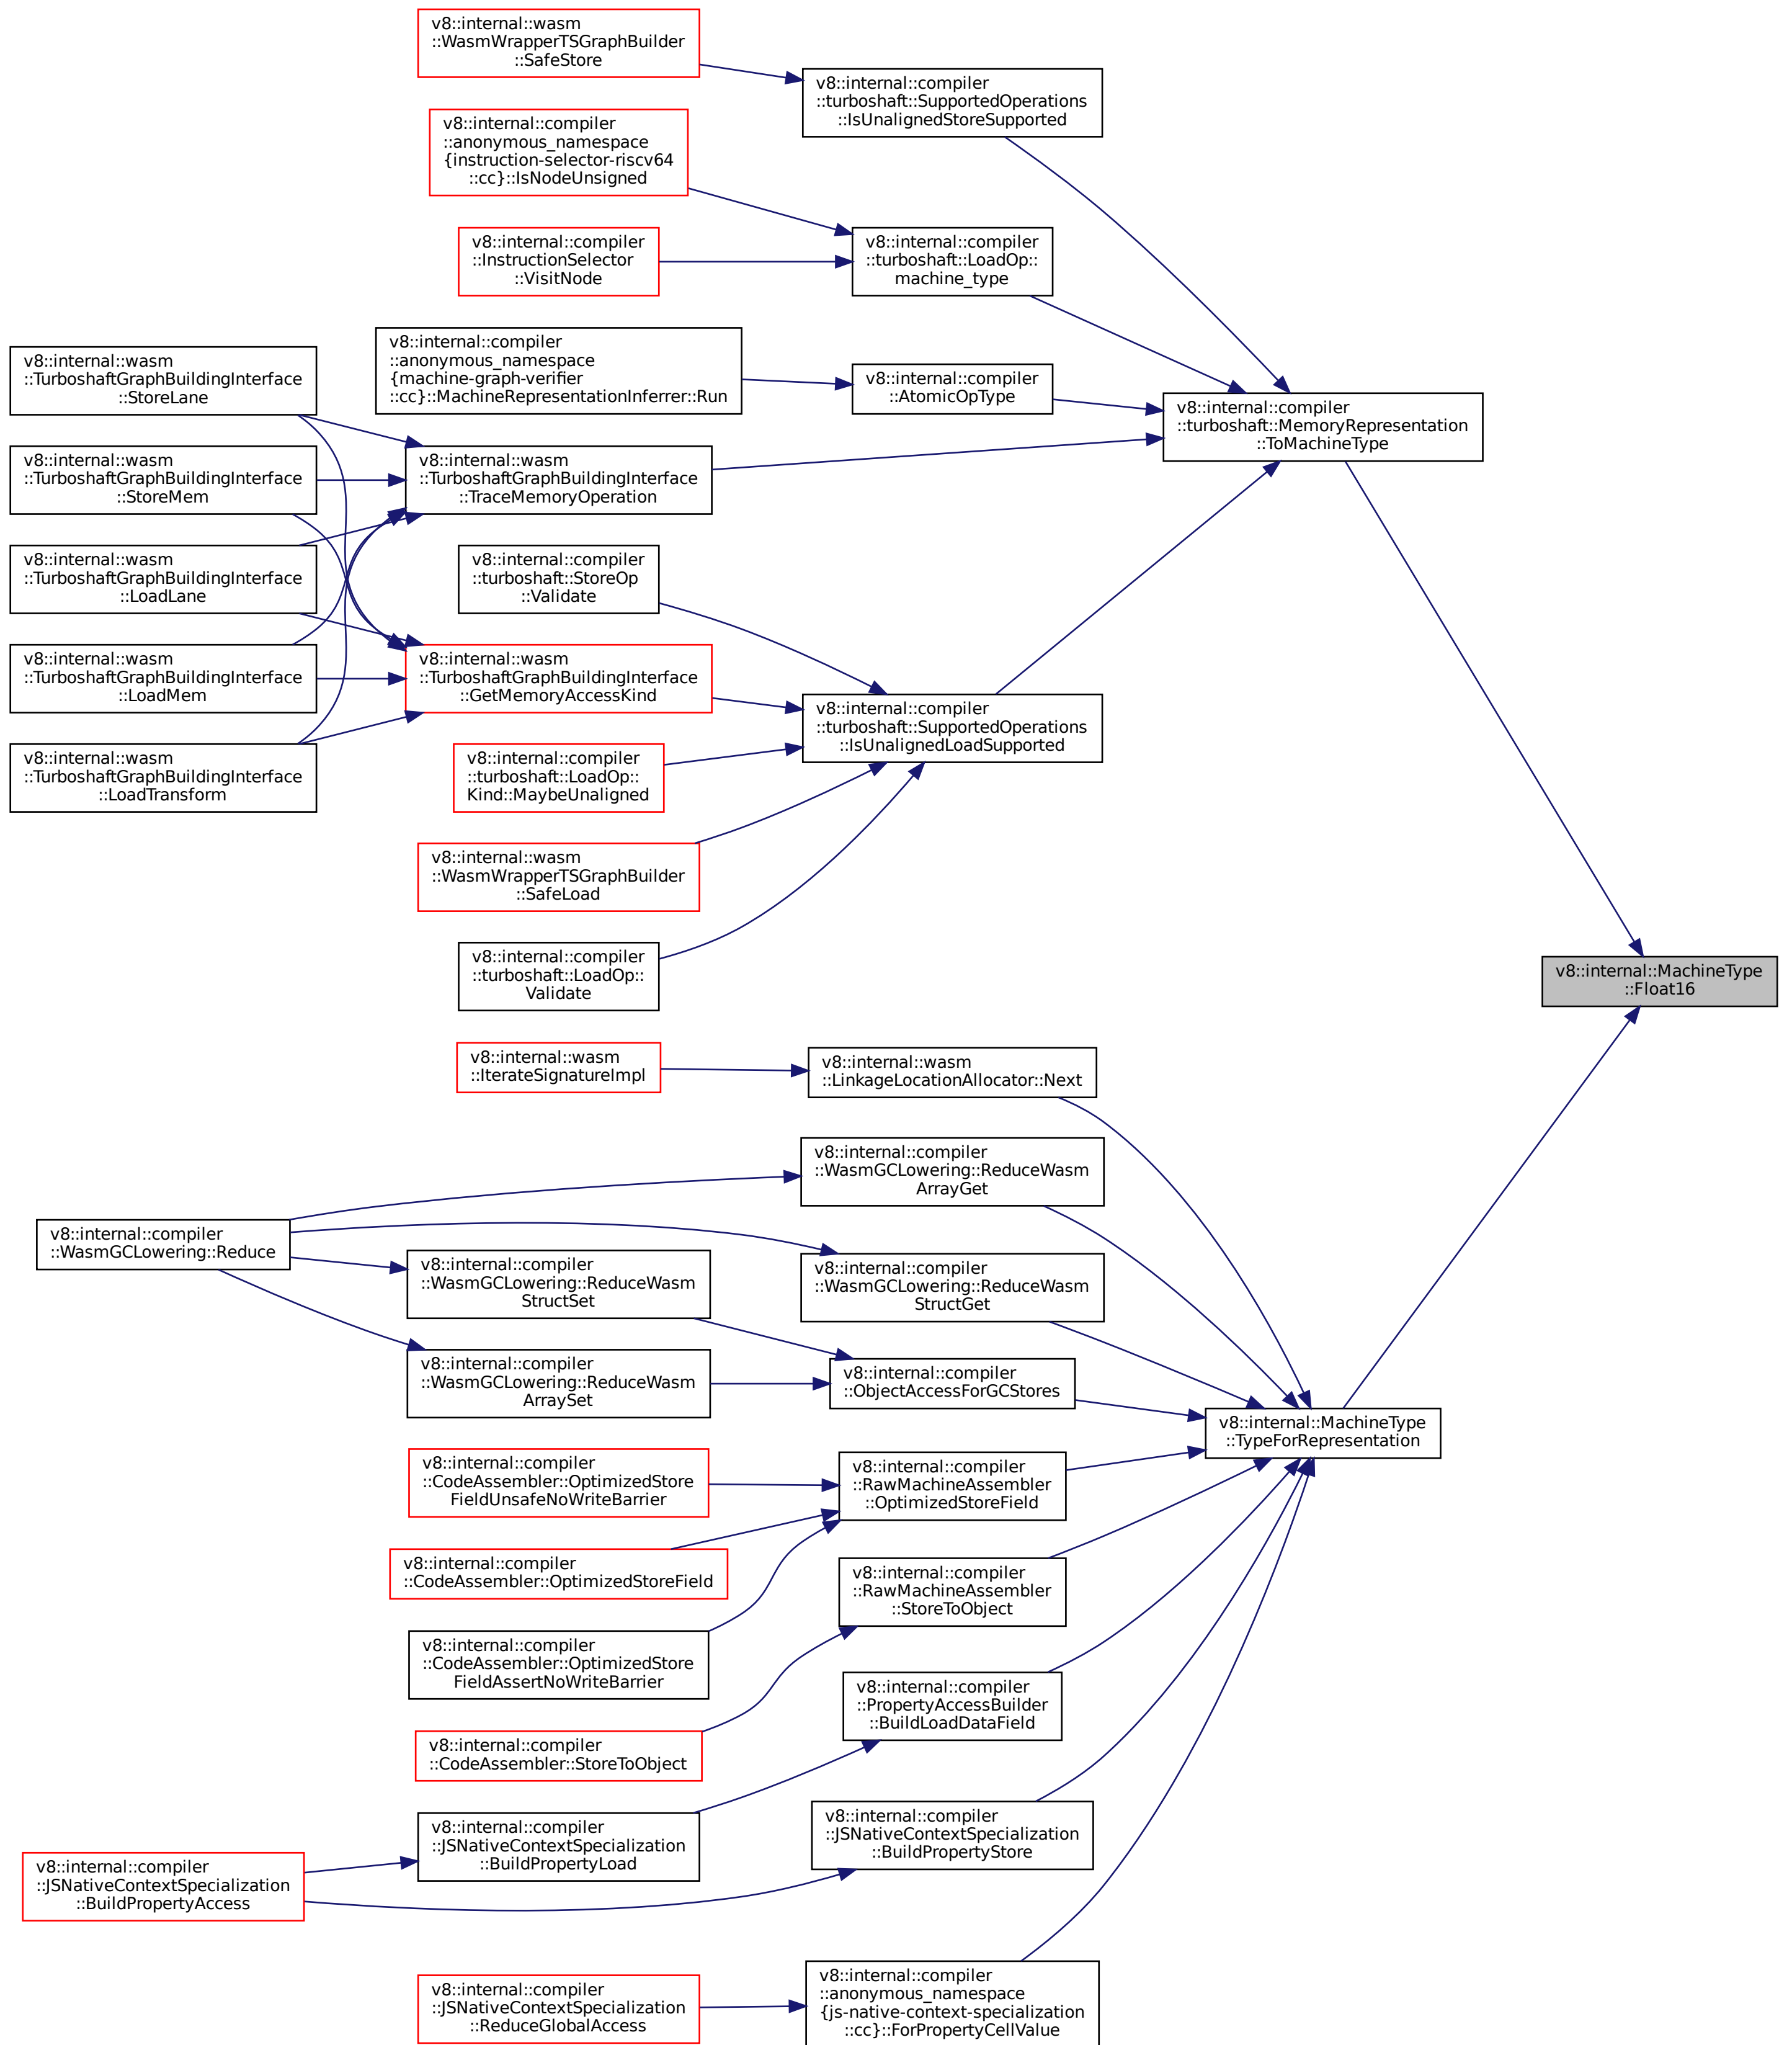 v8::internal::wasm
::WasmWrapperTSGraphBuilder
::SafeStore
v8::internal::compiler
::turboshaft::SupportedOperations
::IsUnalignedStoreSupported
v8::internal::compiler
::anonymous_namespace
{instruction-selector-riscv64
::cc}::IsNodeUnsigned
v8::internal::compiler
::InstructionSelector
::VisitNode
v8::internal::compiler
::turboshaft::LoadOp::
machine_type
v8::internal::compiler
::anonymous_namespace
{machine-graph-verifier
::cc}::MachineRepresentationInferrer::Run
v8::internal::compiler
::AtomicOpType
v8::internal::compiler
::turboshaft::MemoryRepresentation
::ToMachineType
v8::internal::wasm
::TurboshaftGraphBuildingInterface
::StoreLane
v8::internal::wasm
::TurboshaftGraphBuildingInterface
::StoreMem
v8::internal::wasm
::TurboshaftGraphBuildingInterface
::TraceMemoryOperation
v8::internal::wasm
::TurboshaftGraphBuildingInterface
::LoadLane
v8::internal::compiler
::turboshaft::StoreOp
::Validate
v8::internal::wasm
::TurboshaftGraphBuildingInterface
::LoadMem
v8::internal::wasm
::TurboshaftGraphBuildingInterface
::GetMemoryAccessKind
v8::internal::compiler
::turboshaft::SupportedOperations
::IsUnalignedLoadSupported
v8::internal::wasm
::TurboshaftGraphBuildingInterface
::LoadTransform
v8::internal::compiler
::turboshaft::LoadOp::
Kind::MaybeUnaligned
v8::internal::wasm
::WasmWrapperTSGraphBuilder
::SafeLoad
v8::internal::compiler
::turboshaft::LoadOp::
Validate
v8::internal::MachineType
::Float16
v8::internal::wasm
::IterateSignatureImpl
v8::internal::wasm
::LinkageLocationAllocator::Next
v8::internal::compiler
::WasmGCLowering::ReduceWasm
ArrayGet
v8::internal::compiler
::WasmGCLowering::Reduce
v8::internal::compiler
::WasmGCLowering::ReduceWasm
StructSet
v8::internal::compiler
::WasmGCLowering::ReduceWasm
StructGet
v8::internal::compiler
::WasmGCLowering::ReduceWasm
ArraySet
v8::internal::compiler
::ObjectAccessForGCStores
v8::internal::MachineType
::TypeForRepresentation
v8::internal::compiler
::CodeAssembler::OptimizedStore
FieldUnsafeNoWriteBarrier
v8::internal::compiler
::RawMachineAssembler
::OptimizedStoreField
v8::internal::compiler
::CodeAssembler::OptimizedStoreField
v8::internal::compiler
::RawMachineAssembler
::StoreToObject
v8::internal::compiler
::CodeAssembler::OptimizedStore
FieldAssertNoWriteBarrier
v8::internal::compiler
::PropertyAccessBuilder
::BuildLoadDataField
v8::internal::compiler
::CodeAssembler::StoreToObject
v8::internal::compiler
::JSNativeContextSpecialization
::BuildPropertyLoad
v8::internal::compiler
::JSNativeContextSpecialization
::BuildPropertyStore
v8::internal::compiler
::JSNativeContextSpecialization
::BuildPropertyAccess
v8::internal::compiler
::JSNativeContextSpecialization
::ReduceGlobalAccess
v8::internal::compiler
::anonymous_namespace
{js-native-context-specialization
::cc}::ForPropertyCellValue